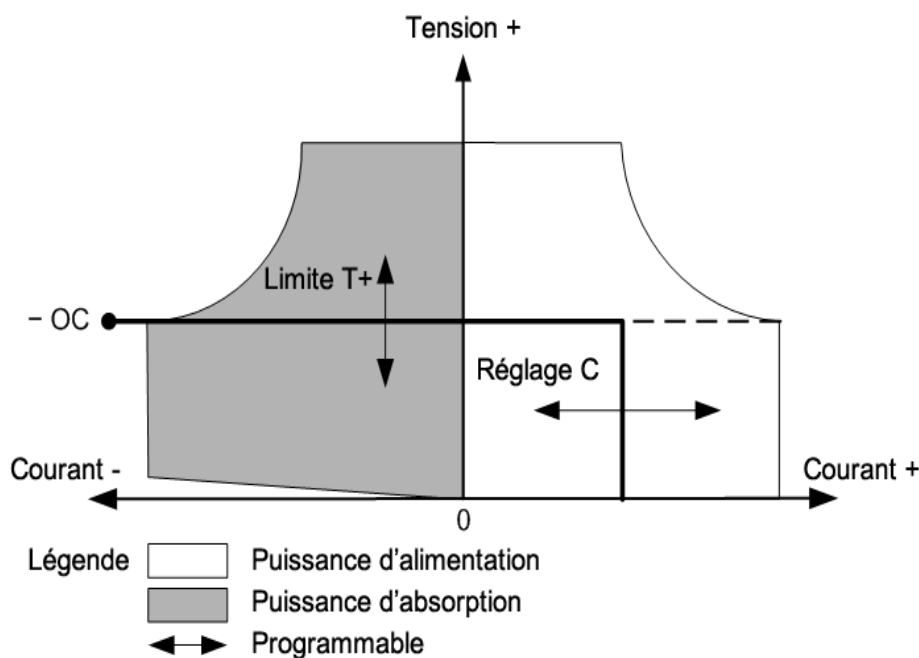 Tension +
Limite T+
– OC
Réglage C
Courant -
Courant +
0
Légende
Puissance d'alimentation
Puissance d'absorption
Programmable